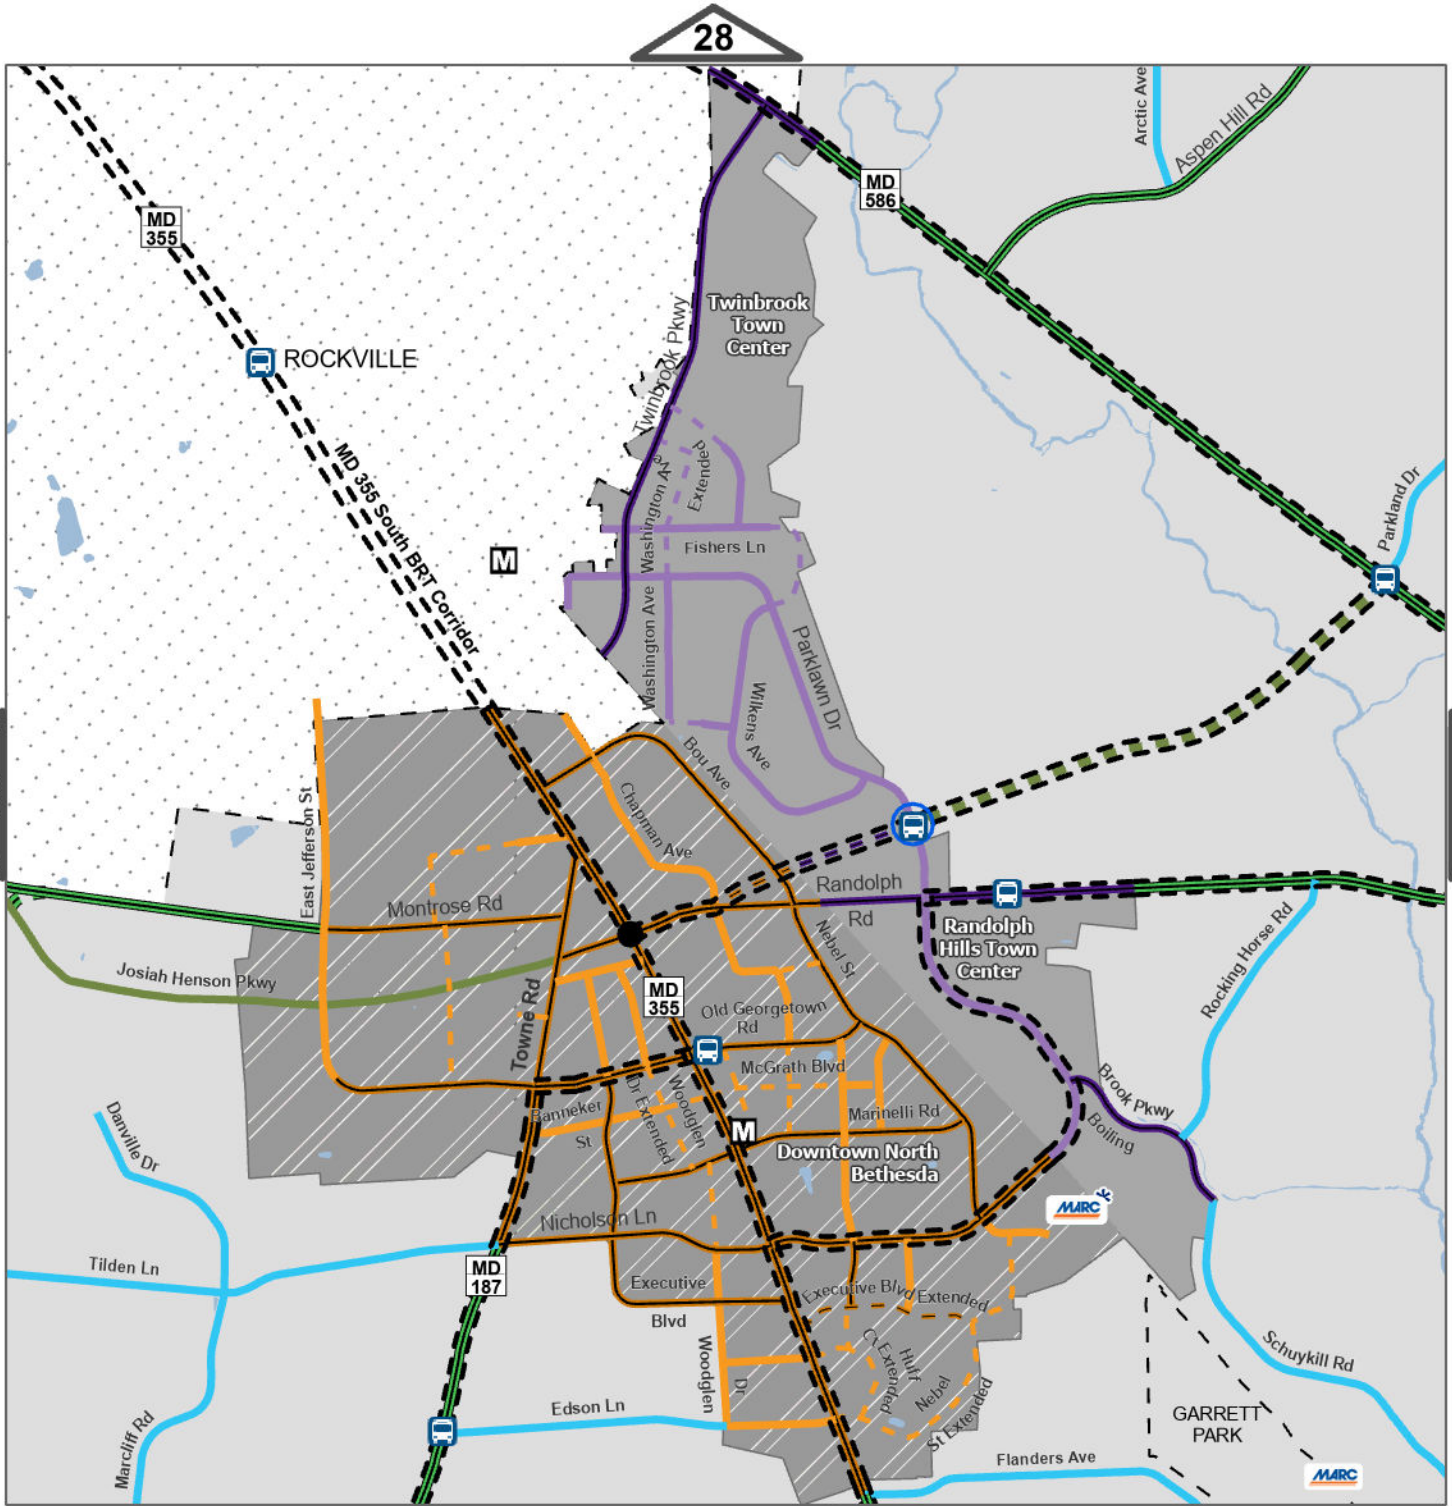 28
Arctic Ave
Aspen Hill Rd
MD
586
MD
355
Twinbrook
Town
Center
Twinbrook Pkwy
ROCKVILLE
MD 355 South BRT Corridor
Extended
Washington Ave
Parkland Dr
M
Fishers Ln
Washington Ave
Parklawn Dr
Wilkens
Ave
Bou Ave
East Jefferson St
Chapman Ave
Montrose Rd
Randolph
Rd
Randolph
Hills Town
Center
Nebel St
Rocking Horse Rd
Josiah Henson Pkwy
Towne Rd
MD
355
Old Georgetown
Rd
McGrath Blvd
Brook Pkwy
Boiling
Banneker
St
Dr Extended
Woodglen
Marinelli Rd
M
Downtown North
Bethesda
Danville Dr
MARC
Nicholson Ln
Tilden Ln
MD
187
Executive
Blvd
Executive Blvd Extended
Huff
Ct Extended
Nebel
St Extended
Woodglen
Dr
Schuykill Rd
Marcliff Rd
Edson Ln
GARRETT
PARK
Flanders Ave
MARC